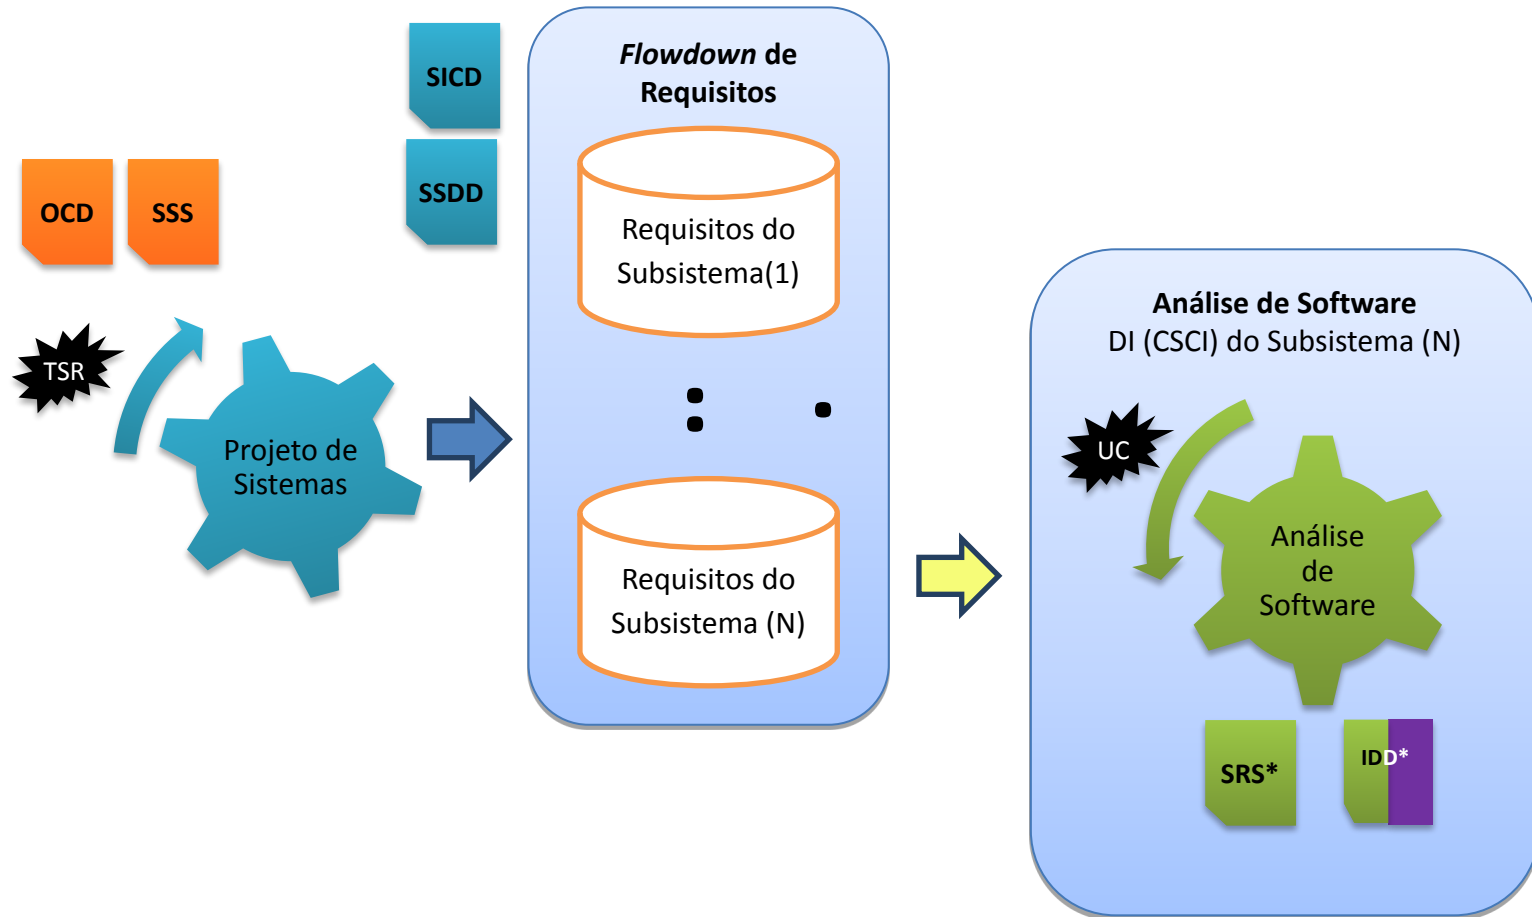 OCD
SSS
SICD
SSDD
TSR
Projeto de
Sistemas
Flowdown de
Requisitos
Requisitos do
Subsistema(1)
Requisitos do
Subsistema (N)
Análise de Software
DI (CSCI) do Subsistema (N)
UC
Análise
de
Software
SRS*
IDD*